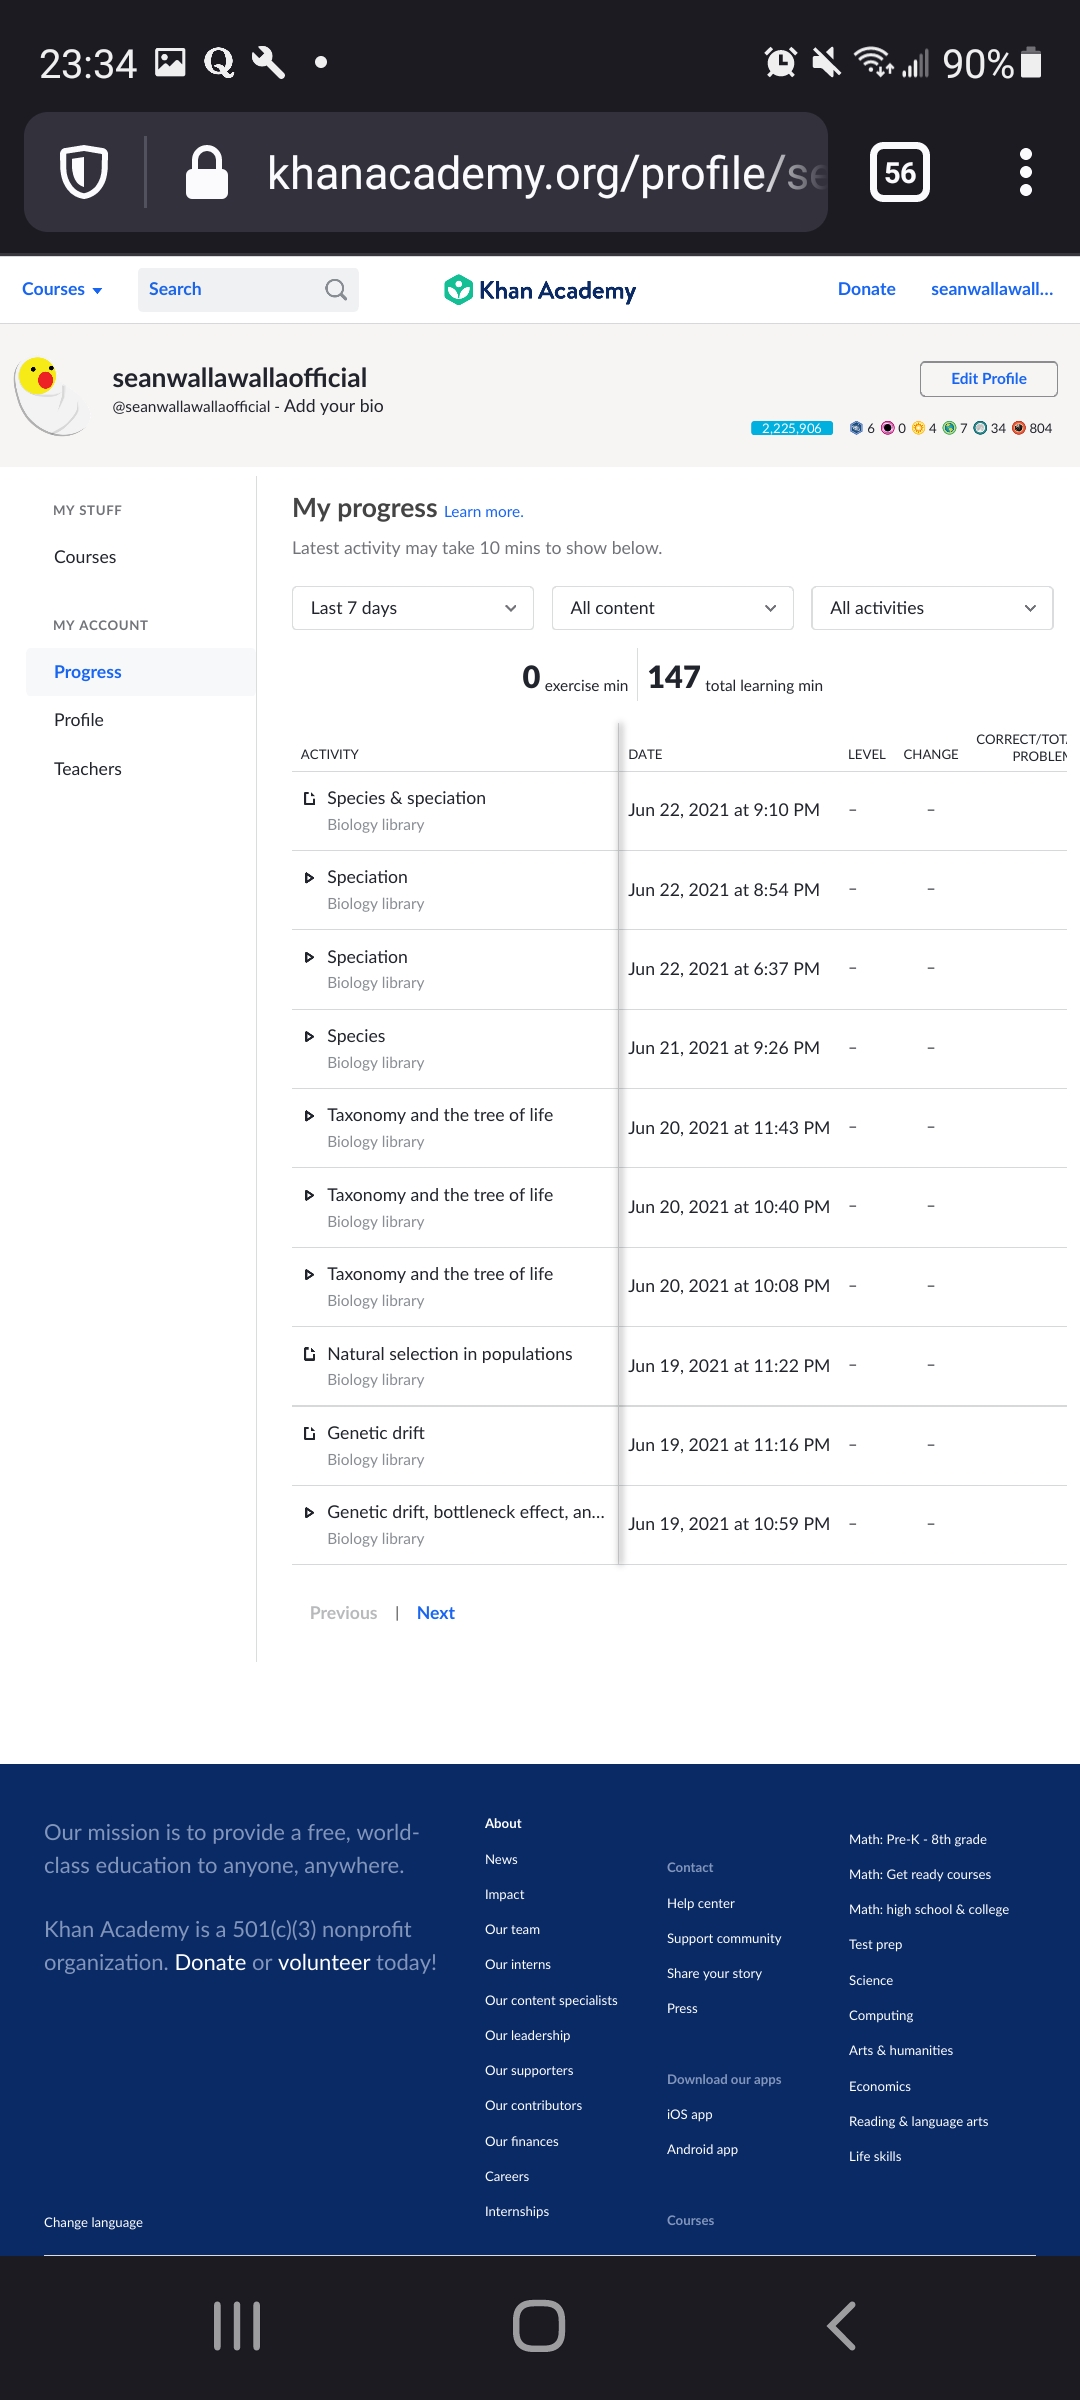 23:34
90%
khanacademy.org/profile/se
56
Courses
Search
Khan Academy
Donate
seanwallawall...
seanwallawallaofficial
@seanwallawallaofficial - Add your bio
Edit Profile
2,225,906 6 0 4 7 34 804
MY STUFF
Courses
MY ACCOUNT
Progress
Profile
Teachers
My progress Learn more.
Latest activity may take 10 mins to show below.
Last 7 days
All content
All activities
0 exercise min
147 total learning min
ACTIVITY
DATE
LEVEL
CHANGE
CORRECT/TOT
PROBLE
Species & speciation
Biology library
Jun 22, 2021 at 9:10 PM – –
Speciation
Biology library
Jun 22, 2021 at 8:54 PM – –
Speciation
Biology library
Jun 22, 2021 at 6:37 PM – –
Species
Biology library
Jun 21, 2021 at 9:26 PM – –
Taxonomy and the tree of life
Biology library
Jun 20, 2021 at 11:43 PM – –
Taxonomy and the tree of life
Biology library
Jun 20, 2021 at 10:40 PM – –
Taxonomy and the tree of life
Biology library
Jun 20, 2021 at 10:08 PM – –
Natural selection in populations
Biology library
Jun 19, 2021 at 11:22 PM – –
Genetic drift
Biology library
Jun 19, 2021 at 11:16 PM – –
Genetic drift, bottleneck effect, an...
Biology library
Jun 19, 2021 at 10:59 PM – –
Previous | Next
Our mission is to provide a free, world-
class education to anyone, anywhere.
Khan Academy is a 501(c)(3) nonprofit
organization. Donate or volunteer today!
Change language
About
News
Impact
Our team
Our interns
Our content specialists
Our leadership
Our supporters
Our contributors
Our finances
Careers
Internships
Contact
Help center
Support community
Share your story
Press
Download our apps
iOS app
Android app
Courses
Math: Pre-K - 8th grade
Math: Get ready courses
Math: high school & college
Test prep
Science
Computing
Arts & humanities
Economics
Reading & language arts
Life skills